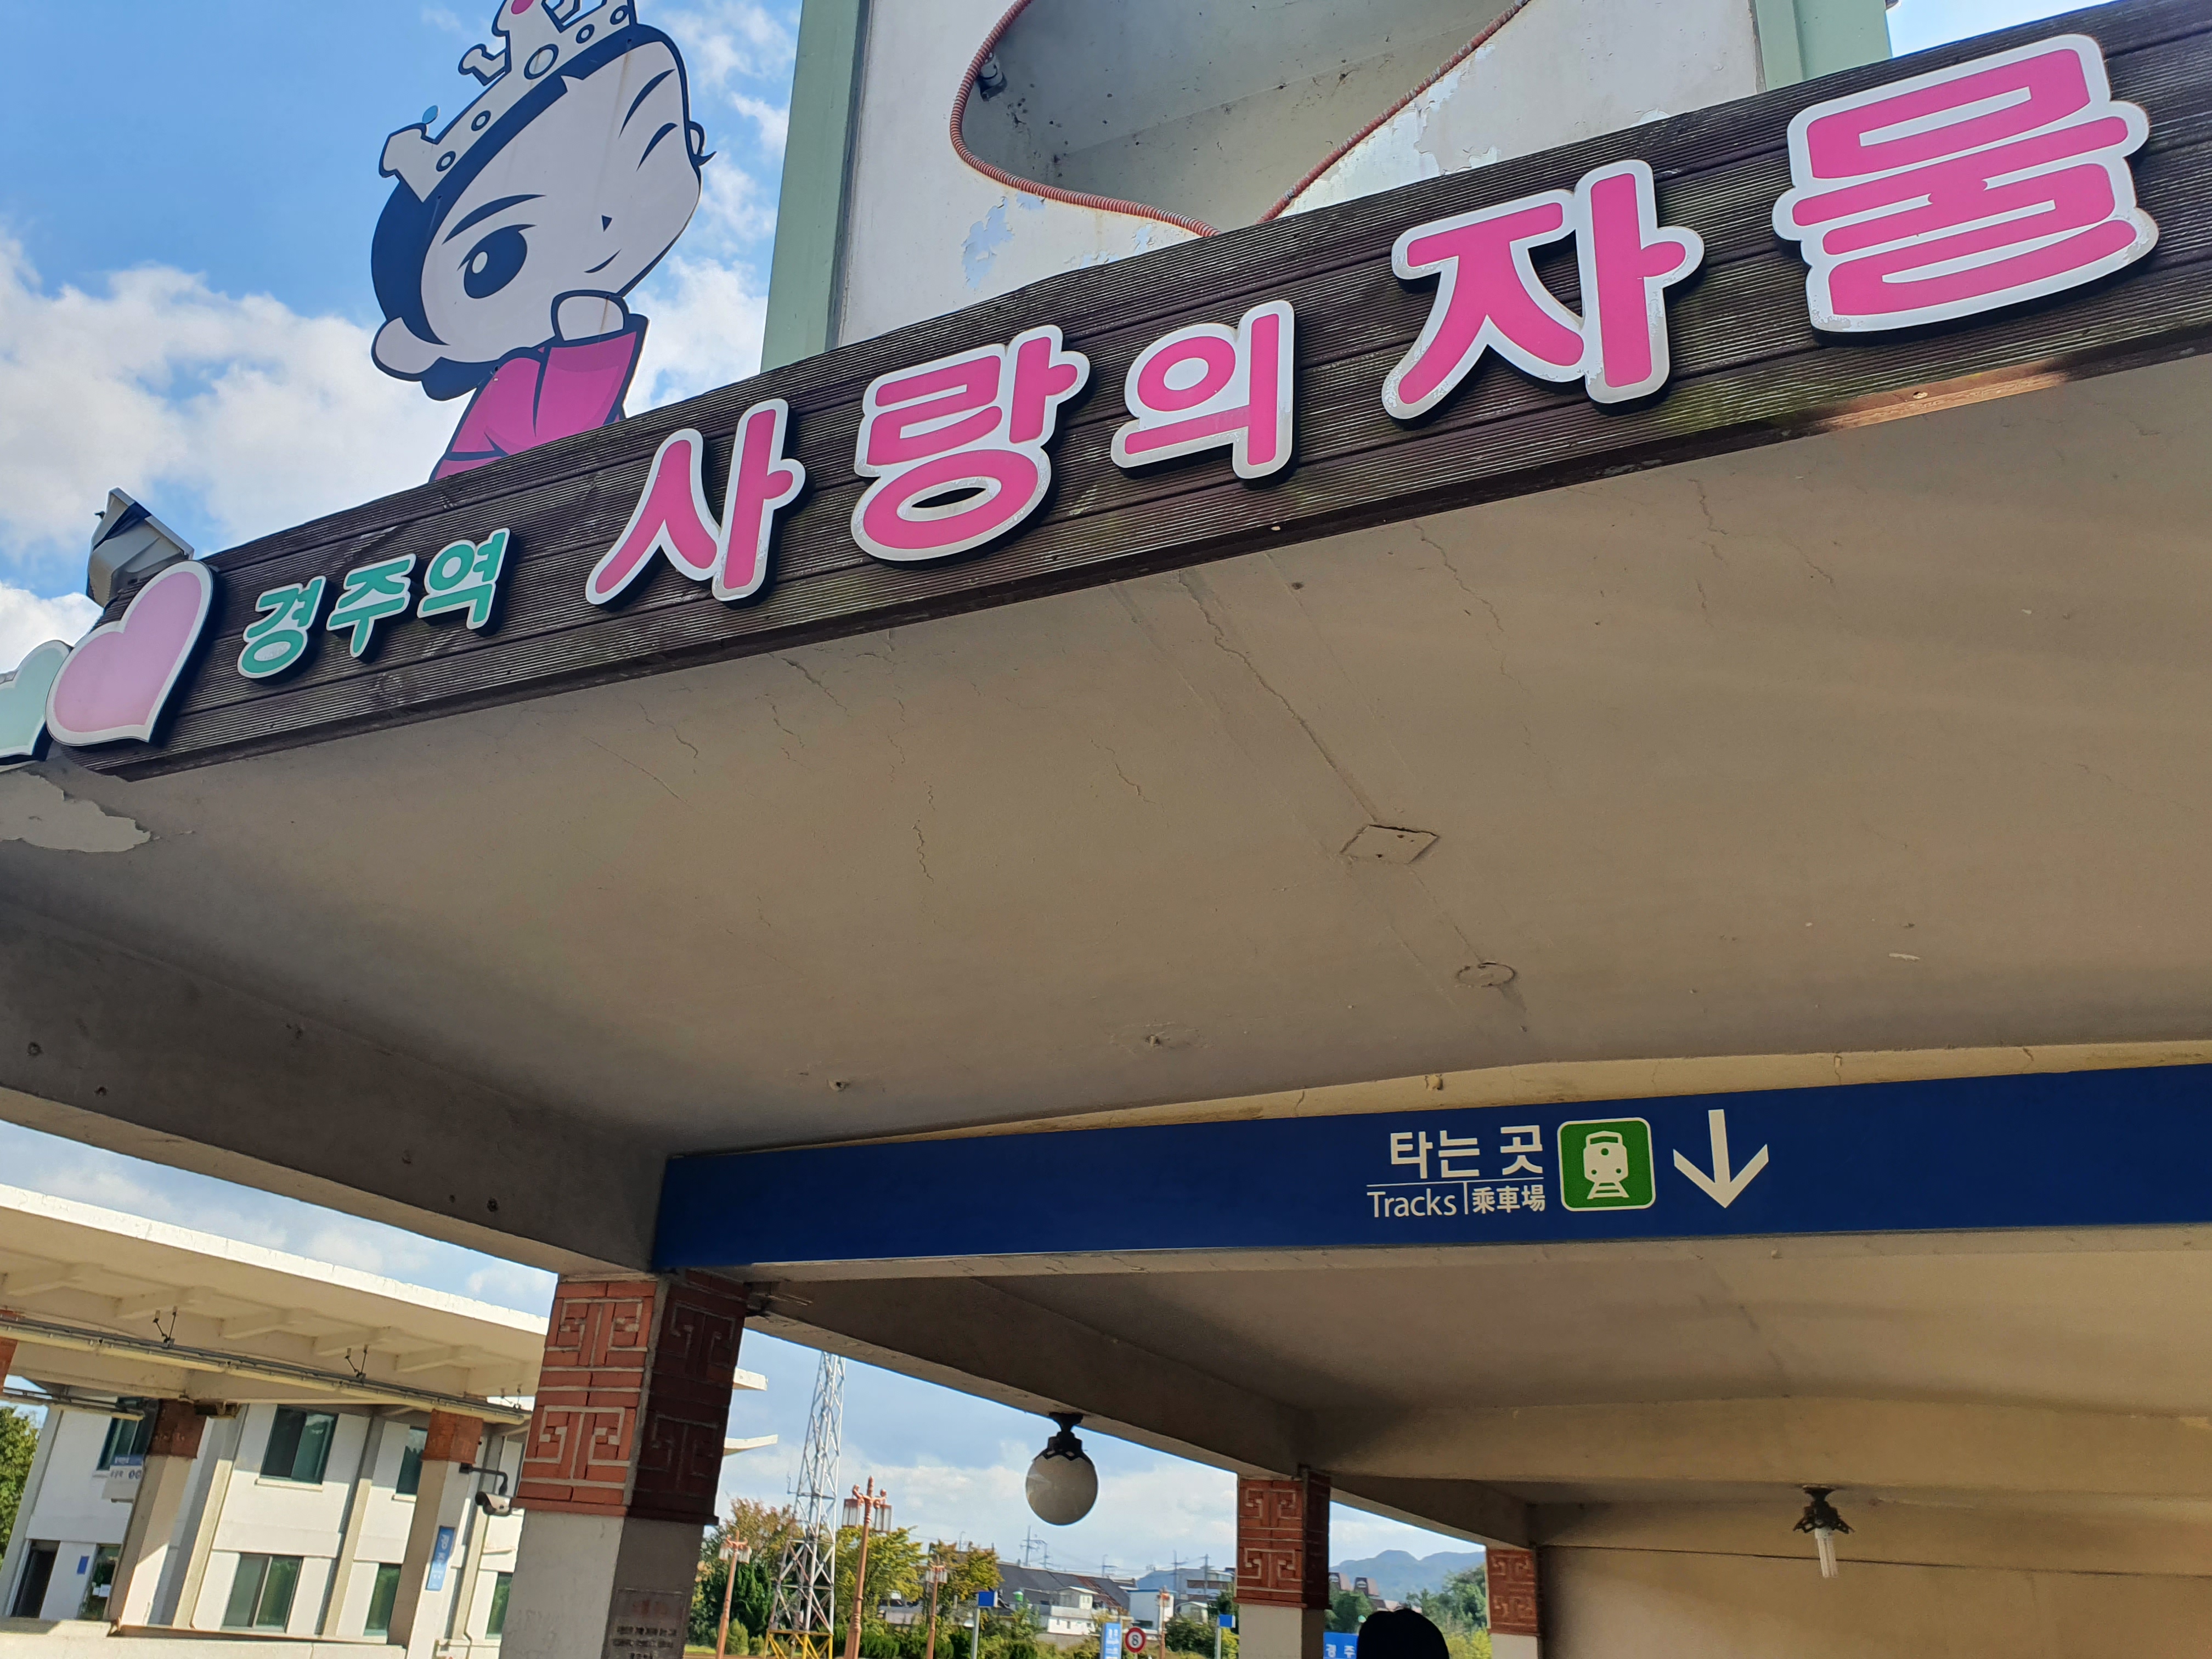 경주역 사랑의 자물
타는 곳
Tracks 乘車場